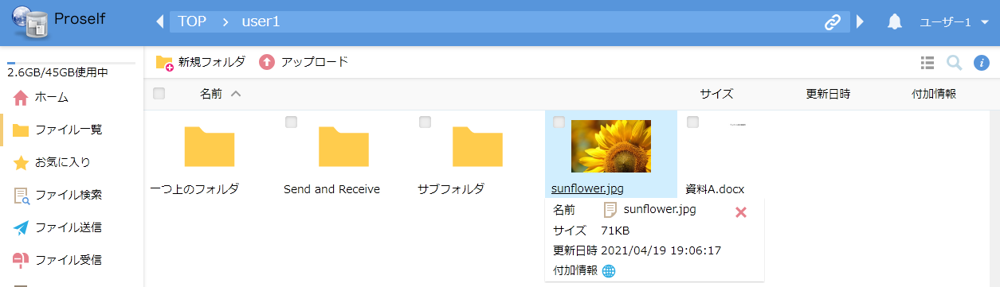 Proself
TOP > user1
ユーザー1
2.6GB/45GB使用中
ホーム
ファイル一覧
お気に入り
ファイル検索
ファイル送信
ファイル受信
新規フォルダ アップロード
名前 サイズ 更新日時 付加情報
一つ上のフォルダ Send and Receive サブフォルダ sunflower.jpg 資料A.docx
名前 sunflower.jpg
サイズ 71KB
更新日時 2021/04/19 19:06:17
付加情報